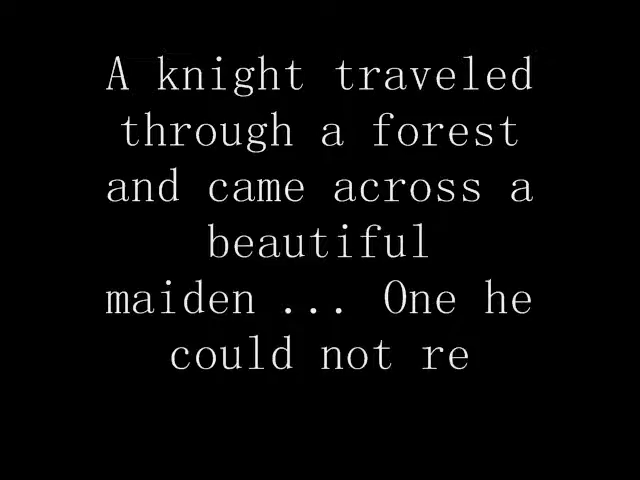 A knight traveled
through a forest
and came across a
beautiful
maiden ... One he
could not re